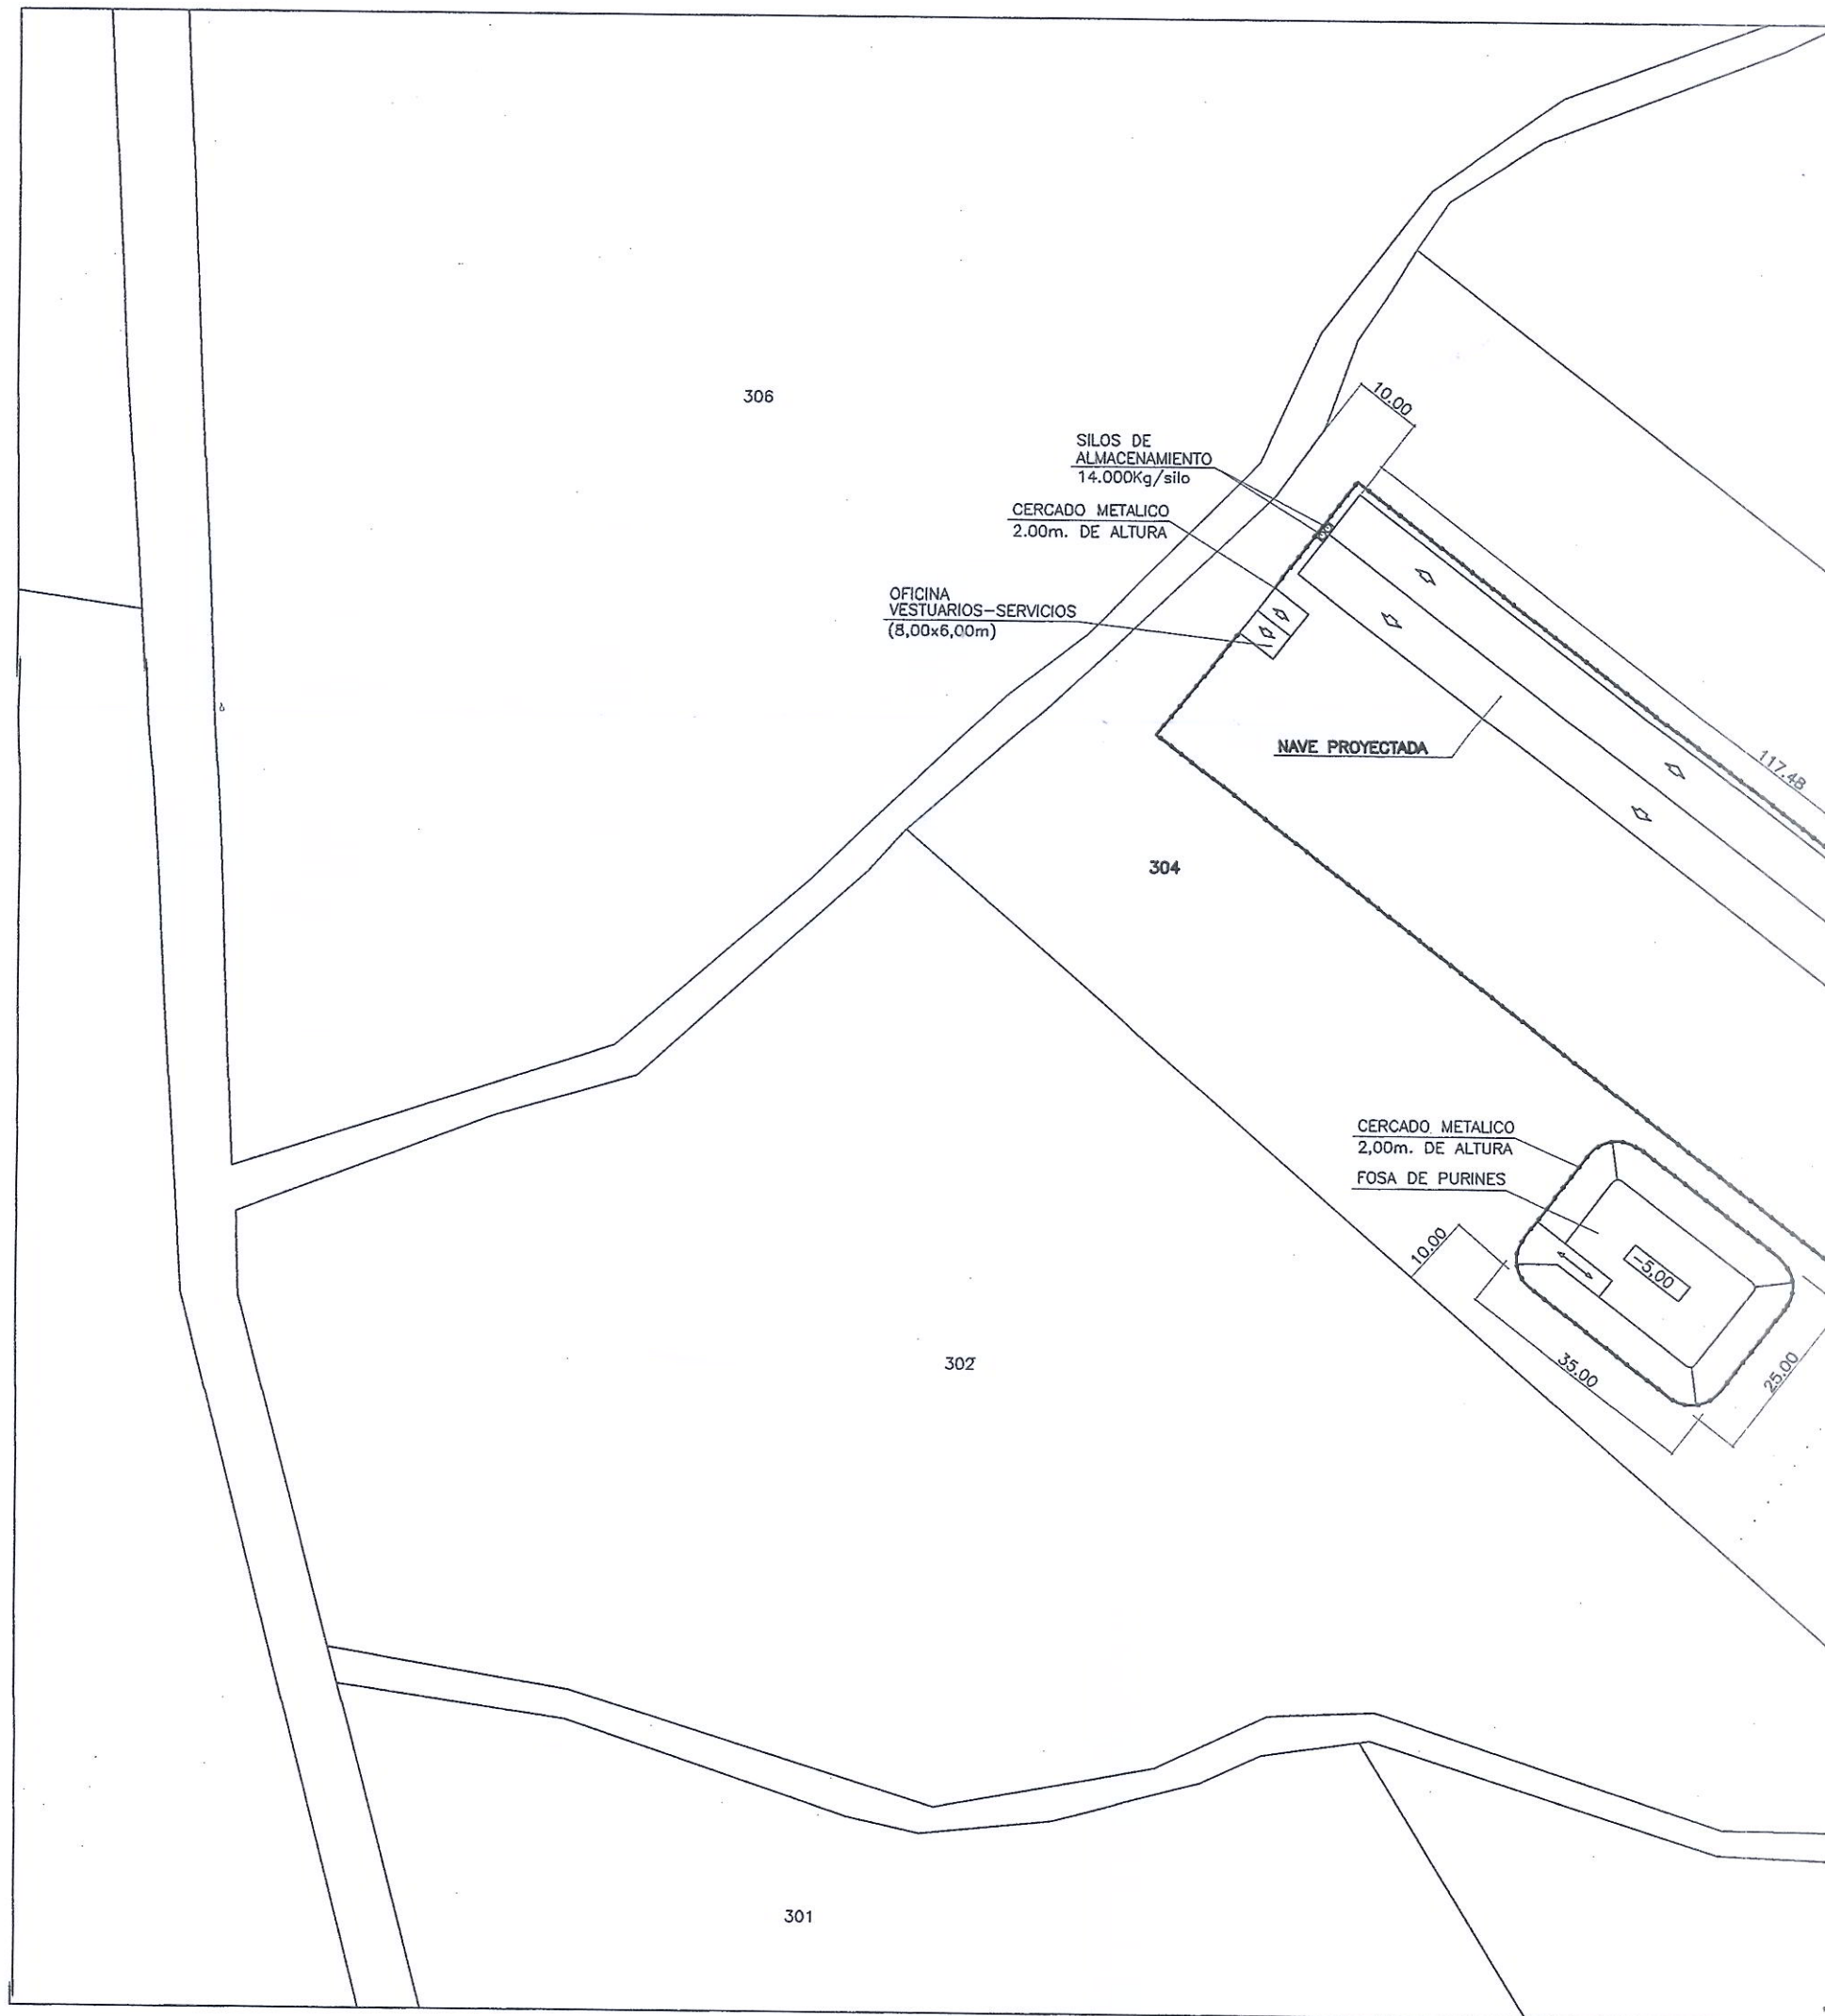 306
10.00
SILOS DE
ALMACENAMIENTO
14.000Kg/silo
CERCADO METALICO
2.00m. DE ALTURA
OFICINA
VESTUARIOS-SERVICIOS
(8,00x6,00m)
NAVE PROYECTADA
117.48
304
CERCADO METALICO
2,00m. DE ALTURA
FOSA DE PURINES
10.00
-5,00
302
35.00
25.00
301